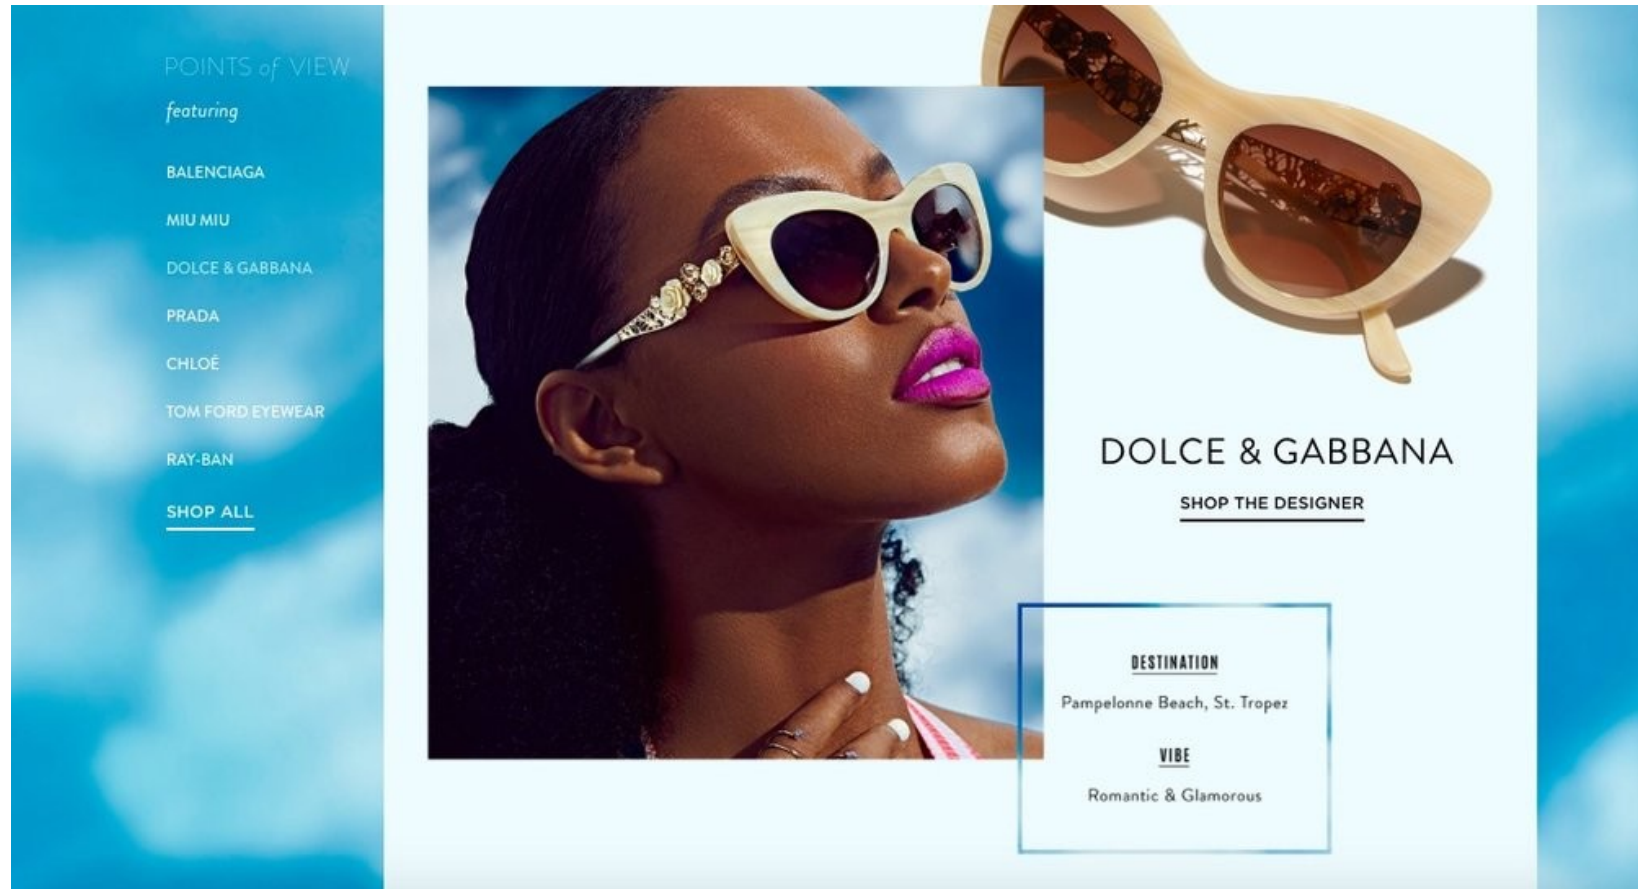 POINTS of VIEW
featuring
BALENCIAGA
MIU MIU
DOLCE & GABBANA
PRADA
CHLOÉ
TOM FORD EYEWEAR
RAY-BAN
SHOP ALL
DOLCE & GABBANA
SHOP THE DESIGNER
DESTINATION
Pampelonne Beach, St. Tropez
VIBE
Romantic & Glamorous